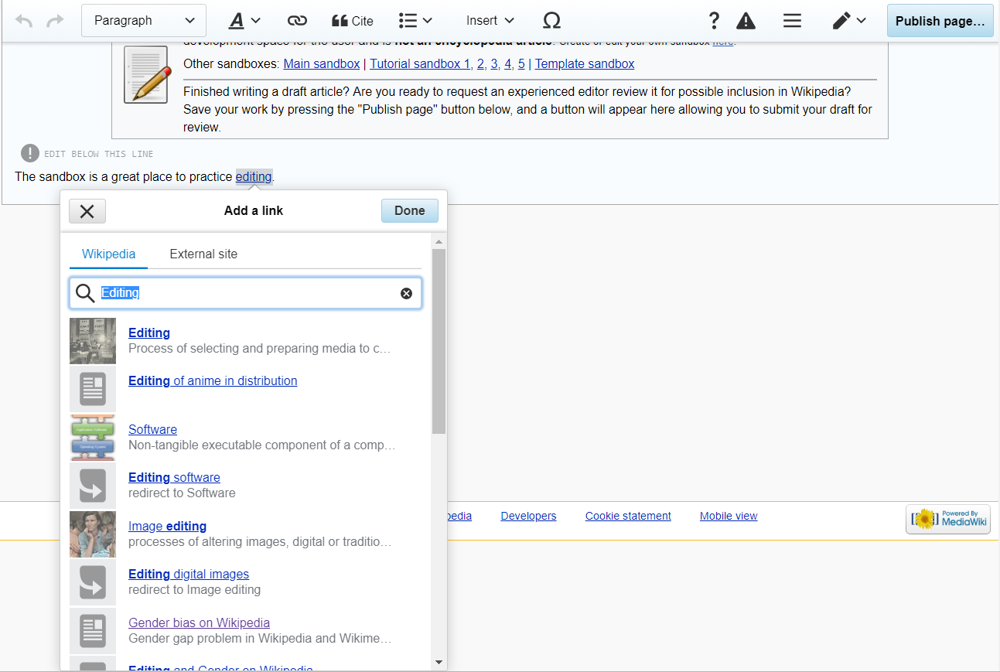 Paragraph A Cite Insert Ω ? Publish page...
development space for the user and is not an encyclopedia article. Create or edit your own sandbox here.
Other sandboxes: Main sandbox | Tutorial sandbox 1, 2, 3, 4, 5 | Template sandbox
Finished writing a draft article? Are you ready to request an experienced editor review it for possible inclusion in Wikipedia?
Save your work by pressing the "Publish page" button below, and a button will appear here allowing you to submit your draft for
review.
EDIT BELOW THIS LINE
The sandbox is a great place to practice editing.
Add a link
Done
Wikipedia External site
Editing
Editing
Process of selecting and preparing media to c...
Editing of anime in distribution
Software
Non-tangible executable component of a comp...
Editing software
redirect to Software
pedia Developers Cookie statement Mobile view
Powered By
MediaWiki
Image editing
processes of altering images, digital or traditio...
Editing digital images
redirect to Image editing
Gender bias on Wikipedia
Gender gap problem in Wikipedia and Wikime...
Editing and Gender on Wikipedia